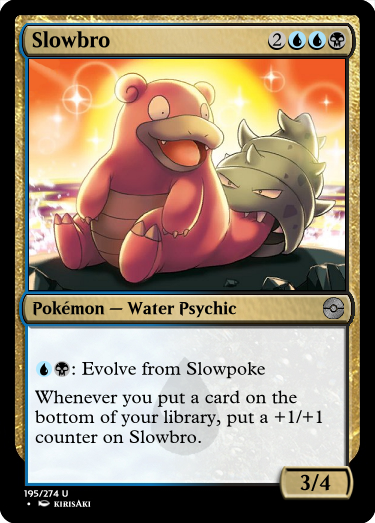 Slowbro 2
Pokémon — Water Psychic
: Evolve from Slowpoke
Whenever you put a card on the
bottom of your library, put a +1/+1
counter on Slowbro.
3/4
195/274 U
• KIRISAKI